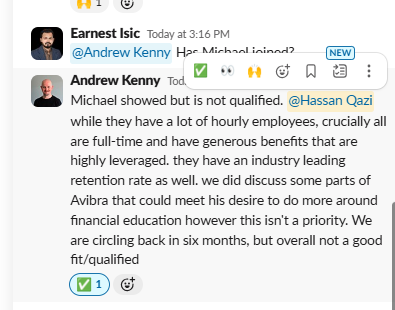 1
Earnest Isic Today at 3:16 PM
@Andrew Kenny Has Michael joined?
NEW
Andrew Kenny
Michael showed but is not qualified. @Hassan Qazi
while they have a lot of hourly employees, crucially all
are full-time and have generous benefits that are
highly leveraged. they have an industry leading
retention rate as well. we did discuss some parts of
Avibra that could meet his desire to do more around
financial education however this isn't a priority. We
are circling back in six months, but overall not a good
fit/qualified
1